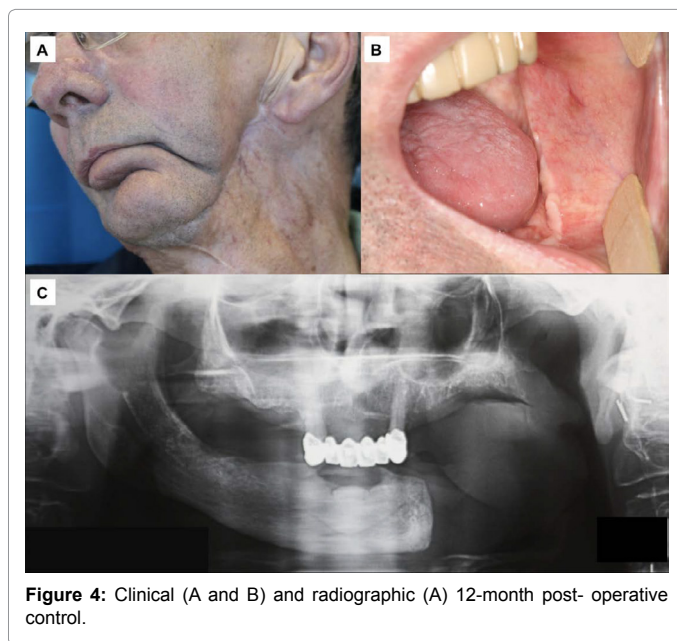 A
B
C
Figure 4: Clinical (A and B) and radiographic (A) 12-month post- operative
control.